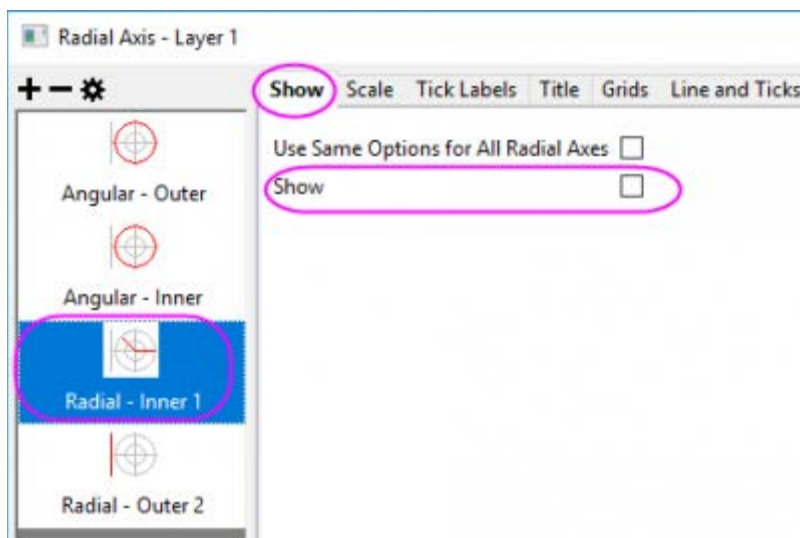 Radial Axis - Layer 1
Show Scale Tick Labels Title Grids Line and Ticks
Angular - Outer
Angular - Inner
Radial - Inner 1
Radial - Outer 2
Use Same Options for All Radial Axes
Show